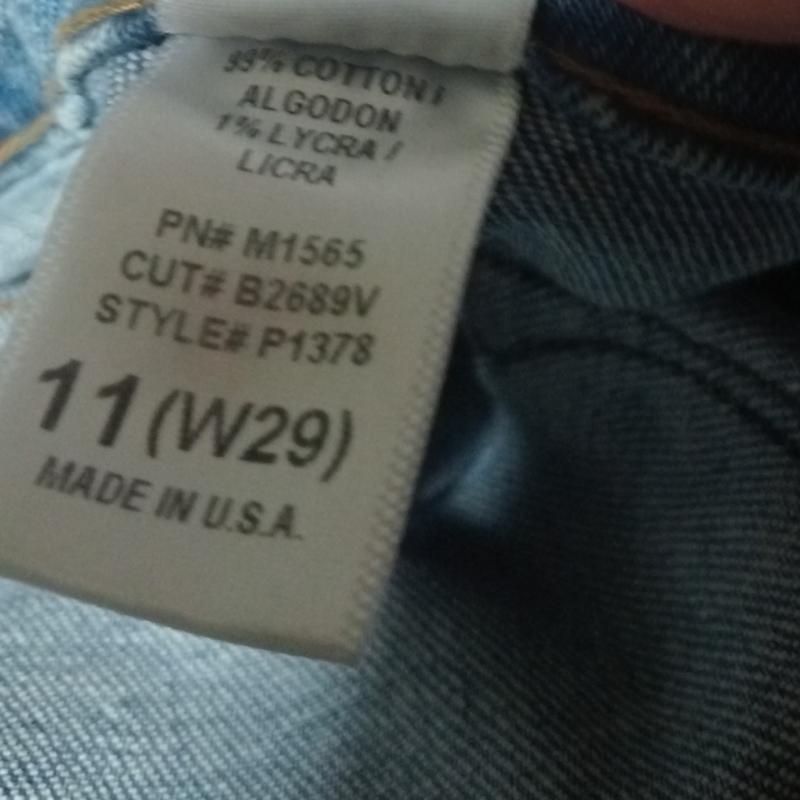 99% COTTON/
ALGODON
1% LYCRA /
LICRA
PN# M1565
CUT# B2689V
STYLE# P1378
11 (W29)
MADE IN U.S.A.